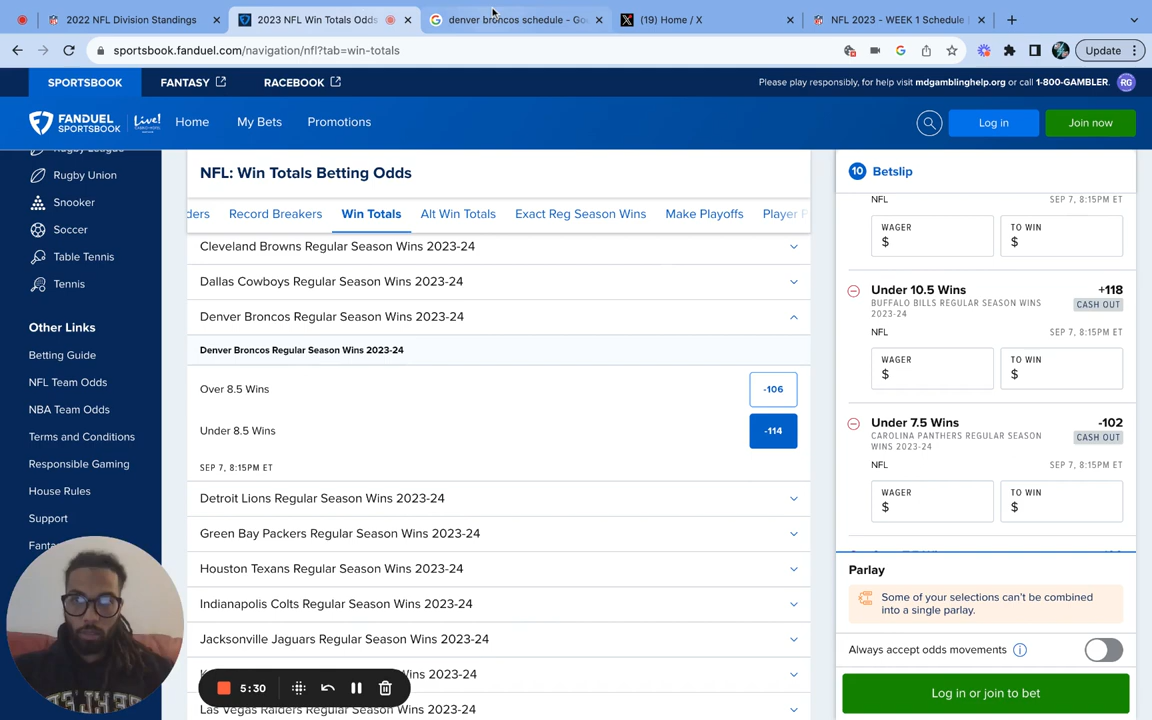 2022 NFL Division Standings
2023 NFL Win Totals Odds
denver broncos schedule - Go
(19) Home / X
NFL 2023 - WEEK 1 Schedule
sportsbook.fanduel.com/navigation/nfl?tab=win-totals
Update
SPORTSBOOK
FANTASY
RACEBOOK
Please play responsibly, for help visit mdgamblinghelp.org or call 1-800-GAMBLER.
RG
FANDUEL
SPORTSBOOK
Live!
Home
My Bets
Promotions
Log in
Join now
Rugby League
Rugby Union
Snooker
Soccer
Table Tennis
Tennis
Other Links
Betting Guide
NFL Team Odds
NBA Team Odds
Terms and Conditions
Responsible Gaming
House Rules
Support
Fanta
NFL: Win Totals Betting Odds
ders
Record Breakers
Win Totals
Alt Win Totals
Exact Reg Season Wins
Make Playoffs
Player P
Cleveland Browns Regular Season Wins 2023-24
Dallas Cowboys Regular Season Wins 2023-24
Denver Broncos Regular Season Wins 2023-24
Denver Broncos Regular Season Wins 2023-24
Over 8.5 Wins
-106
Under 8.5 Wins
-114
SEP 7, 8:15PM ET
Detroit Lions Regular Season Wins 2023-24
Green Bay Packers Regular Season Wins 2023-24
Houston Texans Regular Season Wins 2023-24
Indianapolis Colts Regular Season Wins 2023-24
Jacksonville Jaguars Regular Season Wins 2023-24
K
Regular Season Wins 2023-24
Las Vegas Raiders Regular Season Wins 2023-24
5:30
10 Betslip
NFL
SEP 7, 8:15PM ET
WAGER
$
TO WIN
$
Under 10.5 Wins
+118
BUFFALO BILLS REGULAR SEASON WINS
2023-24
CASH OUT
NFL
SEP 7, 8:15PM ET
WAGER
$
TO WIN
$
Under 7.5 Wins
-102
CAROLINA PANTHERS REGULAR SEASON
WINS 2023-24
CASH OUT
NFL
SEP 7, 8:15PM ET
WAGER
$
TO WIN
$
Parlay
Some of your selections can't be combined
into a single parlay.
Always accept odds movements
Log in or join to bet